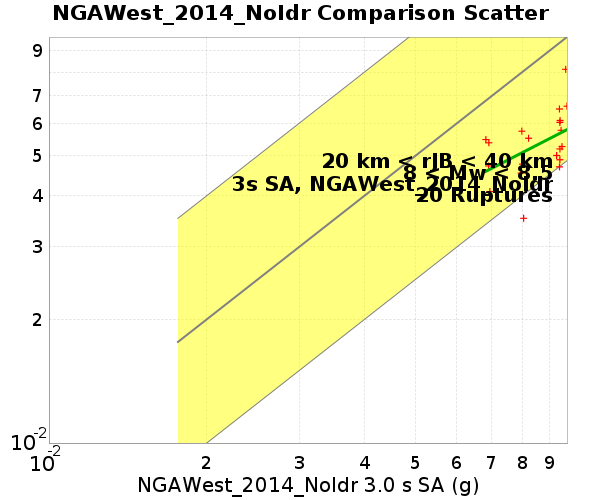 NGAWest_2014_NoIdr Comparison Scatter
9
7
6
5
4
3
2
10-2
20 km < rJB < 40 km
8 < Mw < 8.5
3s SA, NGAWest_2014_NoIdr
20 Ruptures
10-2
2 3 4 5 6 7 8 9
NGAWest_2014_NoIdr 3.0 s SA (g)